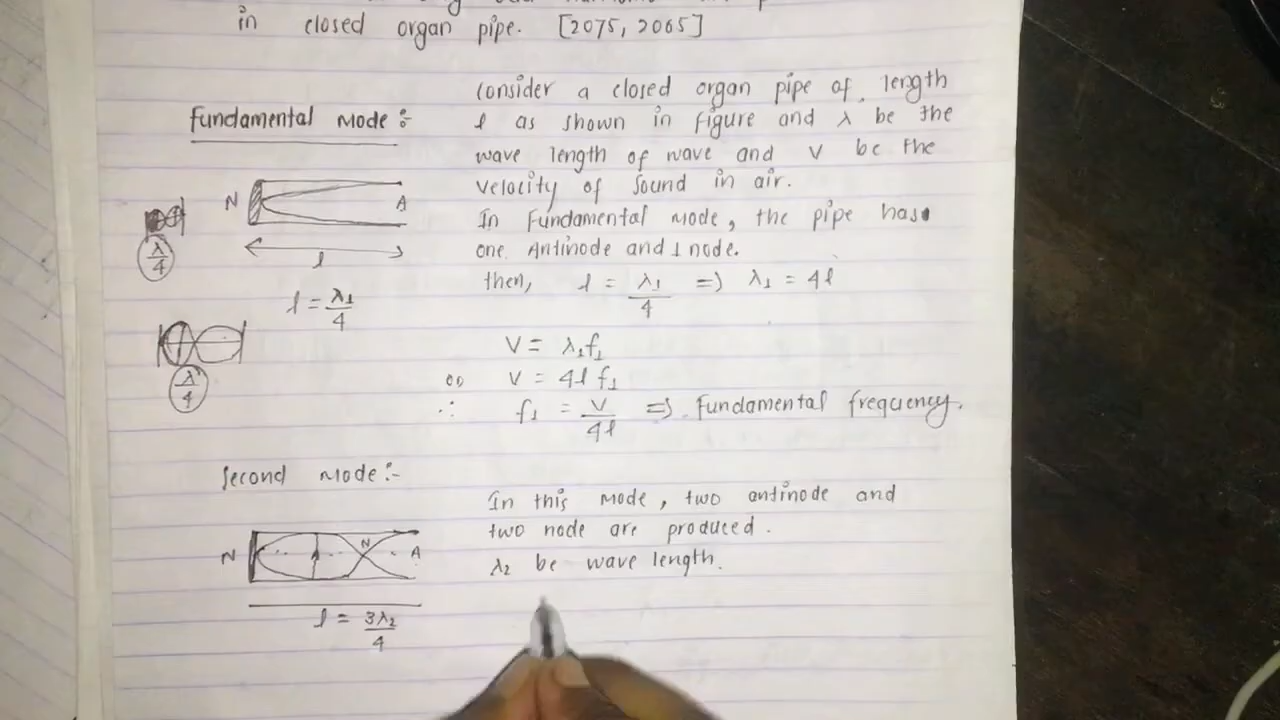 in closed organ pipe. [2075, 2065]
Fundamental Mode :-
N A
l
λ/4
l = λ1/4
λ/4
Consider a closed organ pipe of length
l as shown in figure and λ be the
wave length of wave and V be the
velocity of sound in air.
In Fundamental mode, the pipe has
one Antinode and 1 node.
then, l = λ1/4 => λ1 = 4l
V = λ1f1
or V = 4l f1
∴ f1 = V/4l => Fundamental frequency.
Second Mode :-
N N A
l = 3λ2/4
In this mode, two antinode and
two node are produced.
λ2 be wave length.